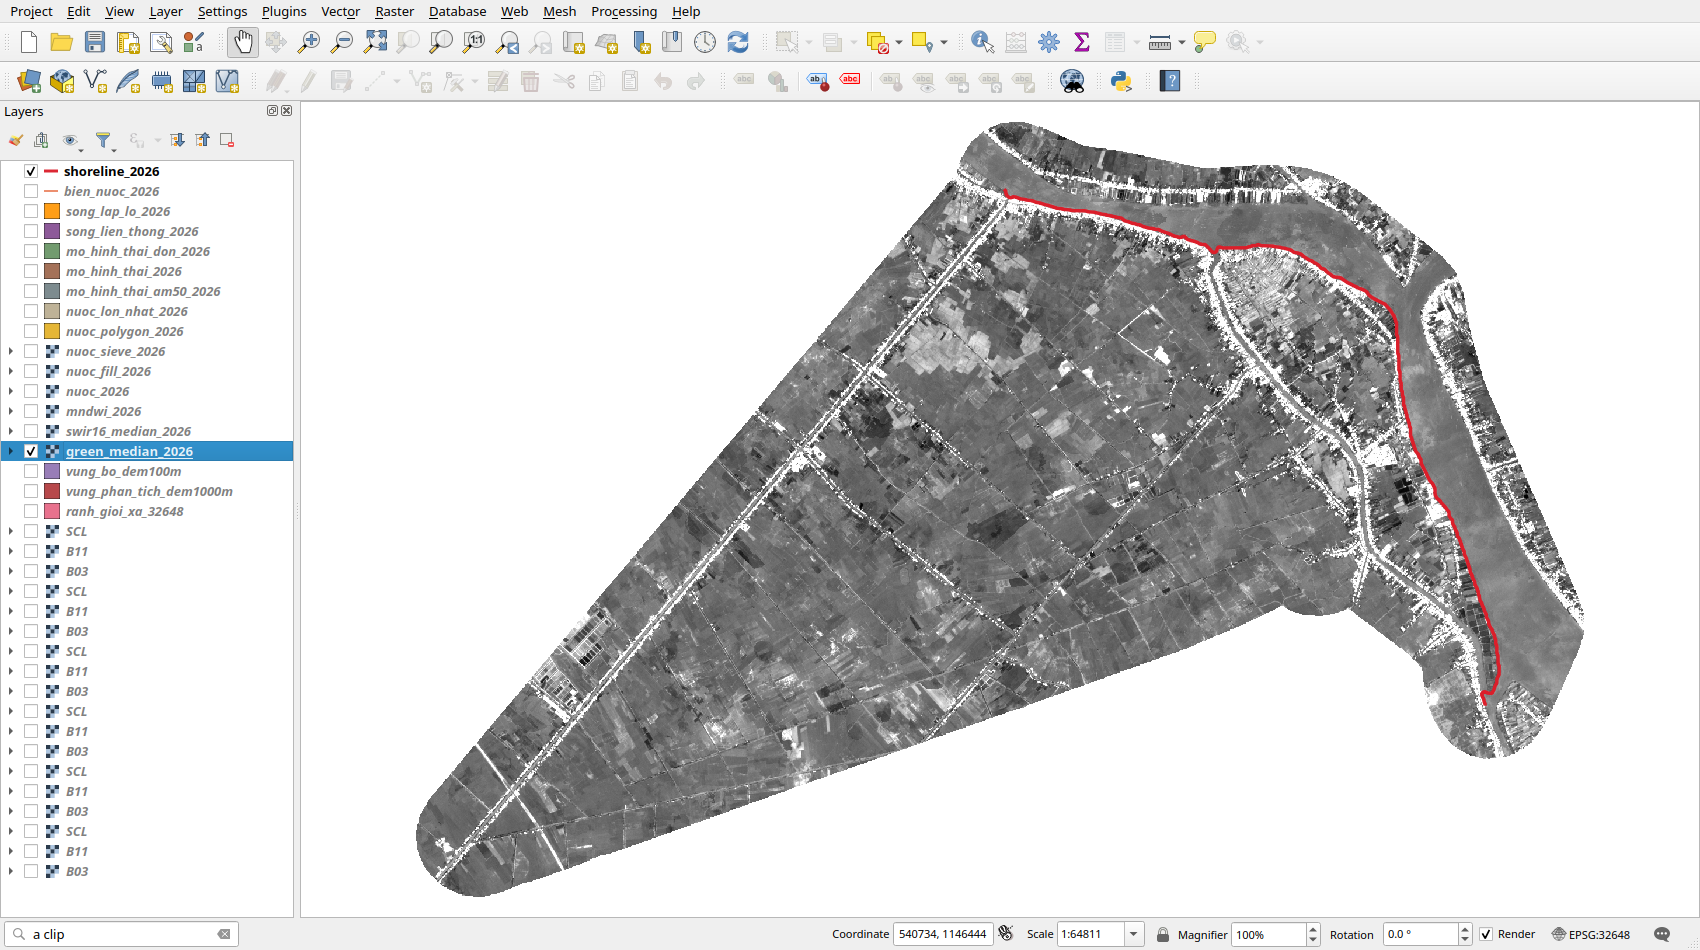 Project Edit View Layer Settings Plugins Vector Raster Database Web Mesh Processing Help
Layers
shoreline_2026
bien_nuoc_2026
song_lap_lo_2026
song_lien_thong_2026
mo_hinh_thai_don_2026
mo_hinh_thai_2026
mo_hinh_thai_am50_2026
nuoc_lon_nhat_2026
nuoc_polygon_2026
nuoc_sieve_2026
nuoc_fill_2026
nuoc_2026
mndwi_2026
swir16_median_2026
green_median_2026
vung_bo_dem100m
vung_phan_tich_dem1000m
ranh_gioi_xa_32648
SCL
B11
B03
SCL
B11
B03
SCL
B11
B03
SCL
B11
B03
SCL
B11
B03
SCL
B11
B03
a clip
Coordinate 540734, 1146444 Scale 1:64811 Magnifier 100% Rotation 0.0 ° Render EPSG:32648